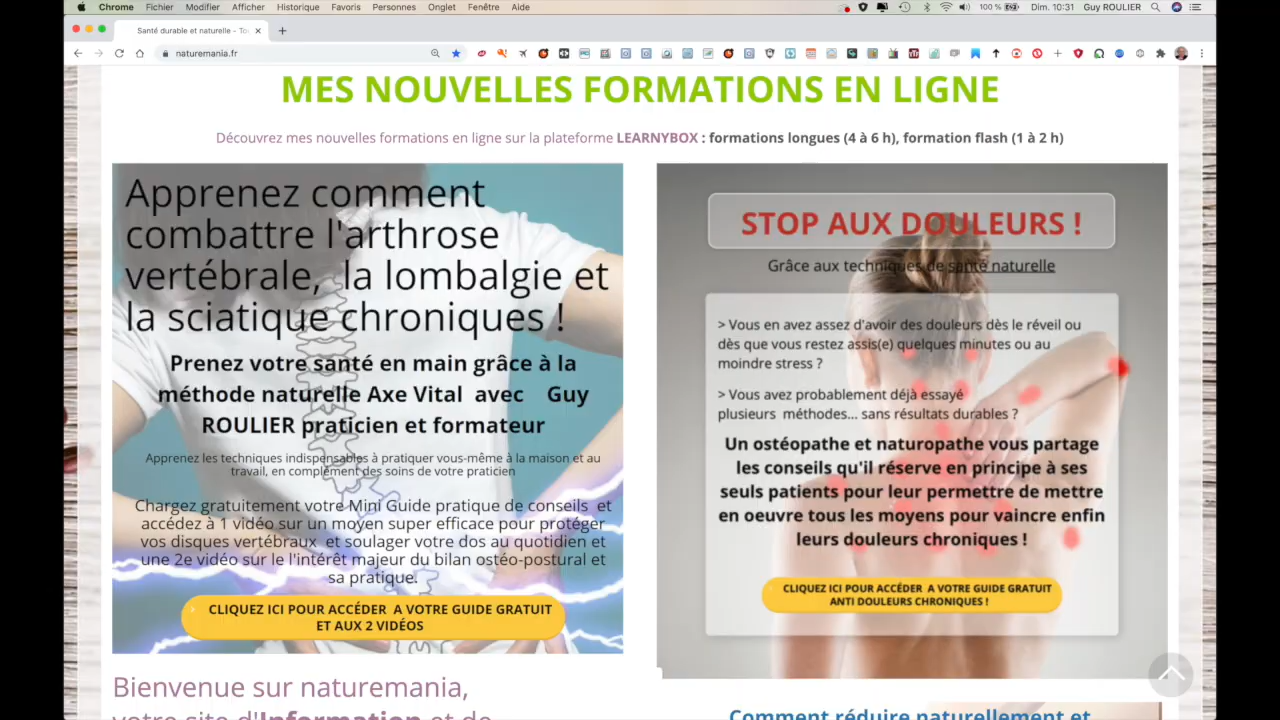 Chrome Fichier Modifier Afficher Historique Favoris Personnes Onglet Fenêtre Aide 100 % Dim. 10:31 Guy ROULIER
Santé durable et naturelle - To
naturemania.fr
MES NOUVELLES FORMATIONS EN LIGNE
Découvrez mes nouvelles formations en ligne sur la plateforme LEARNYBOX : formations longues (4 à 6 h), formation flash (1 à 2 h)
Apprenez comment
combattre l'arthrose
vertébrale, la lombalgie et
la sciatique chroniques !
Prenez votre santé en main grâce à la
méthode naturelle Axe Vital avec Guy
ROULIER praticien et formateur
Apprenez les techniques indispensables à pratiquer vous-même à la maison et au
travail, en complément des soins de votre praticien
Chargez gratuitement votre Mini Guide pratique de conseils et
accédez à 1 vidéo sur un moyen super efficace pour protéger
vos disques vertébraux et soulager votre dos au quotidien et
une 2e vidéo sur le l'intérêt majeur du bilan ostéo-postural et
sa pratique.
CLIQUEZ ICI POUR ACCÉDER A VOTRE GUIDE GRATUIT
ET AUX 2 VIDÉOS
STOP AUX DOULEURS !
Grâce aux techniques de santé naturelle
> Vous en avez assez d'avoir des douleurs dès le réveil ou
dès que vous restez assis(e) quelques minutes ou au
moindre stress ?
> Vous avez probablement déjà essayé
plusieurs méthodes... sans résultats durables ?
Un ostéopathe et naturopathe vous partage
les conseils qu'il réserve en principe à ses
seuls patients pour leur permettre de mettre
en oeuvre tous les moyens pour vaincre enfin
leurs douleurs chroniques !
CLIQUEZ ICI POUR ACCÉDER A VOTRE GUIDE GRATUIT
ANTI DOULEURS CHRONIQUES !
Bienvenue sur naturemania,
votre site d'Information et de
Comment réduire naturellement et